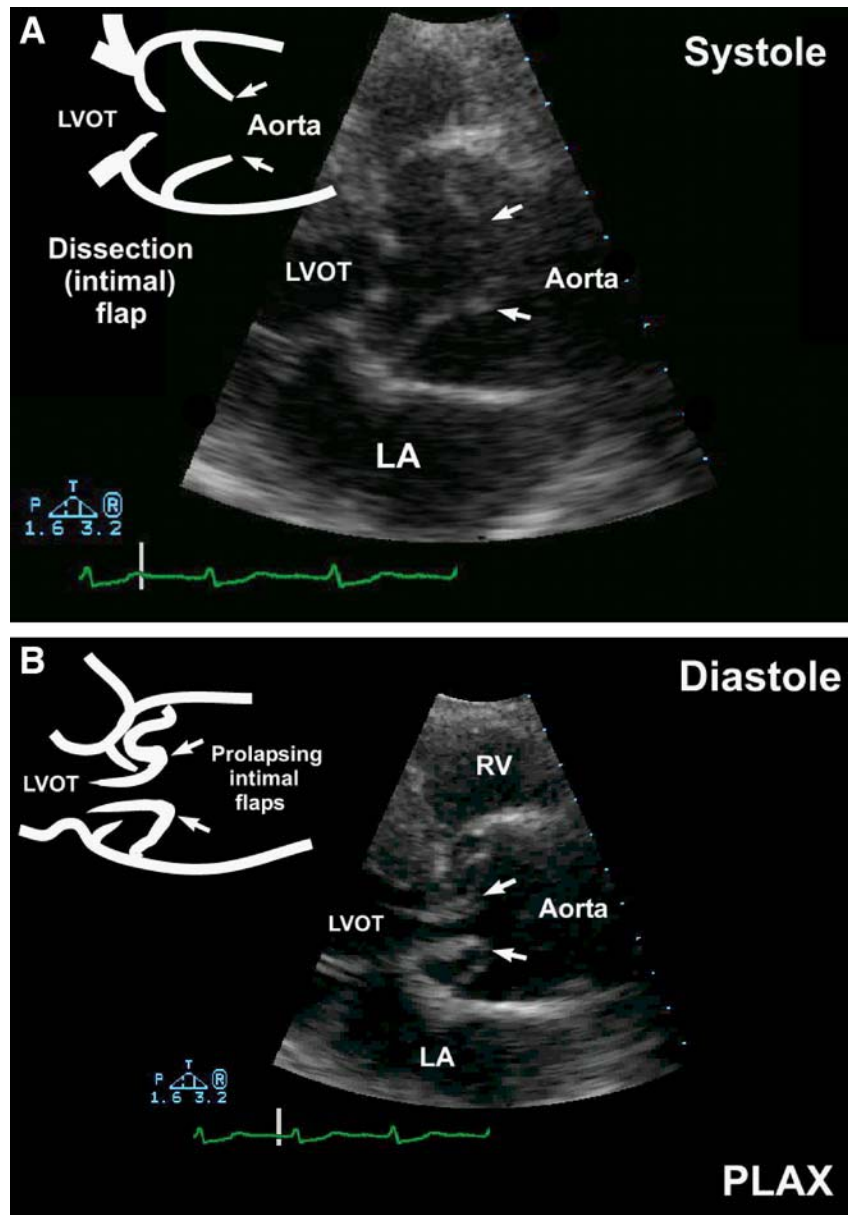 A
Systole
LVOT
Aorta
Dissection
(intimal)
flap
LVOT
Aorta
LA
P T R
1.6 3.2
B
Diastole
Prolapsing
intimal
flaps
LVOT
RV
Aorta
LVOT
LA
P T R
1.6 3.2
PLAX